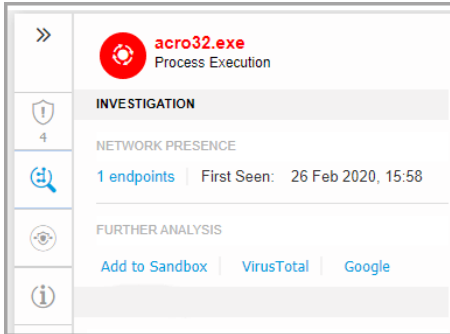 »
acro32.exe
Process Execution
INVESTIGATION
4
NETWORK PRESENCE
1 endpoints First Seen: 26 Feb 2020, 15:58
FURTHER ANALYSIS
Add to Sandbox VirusTotal Google